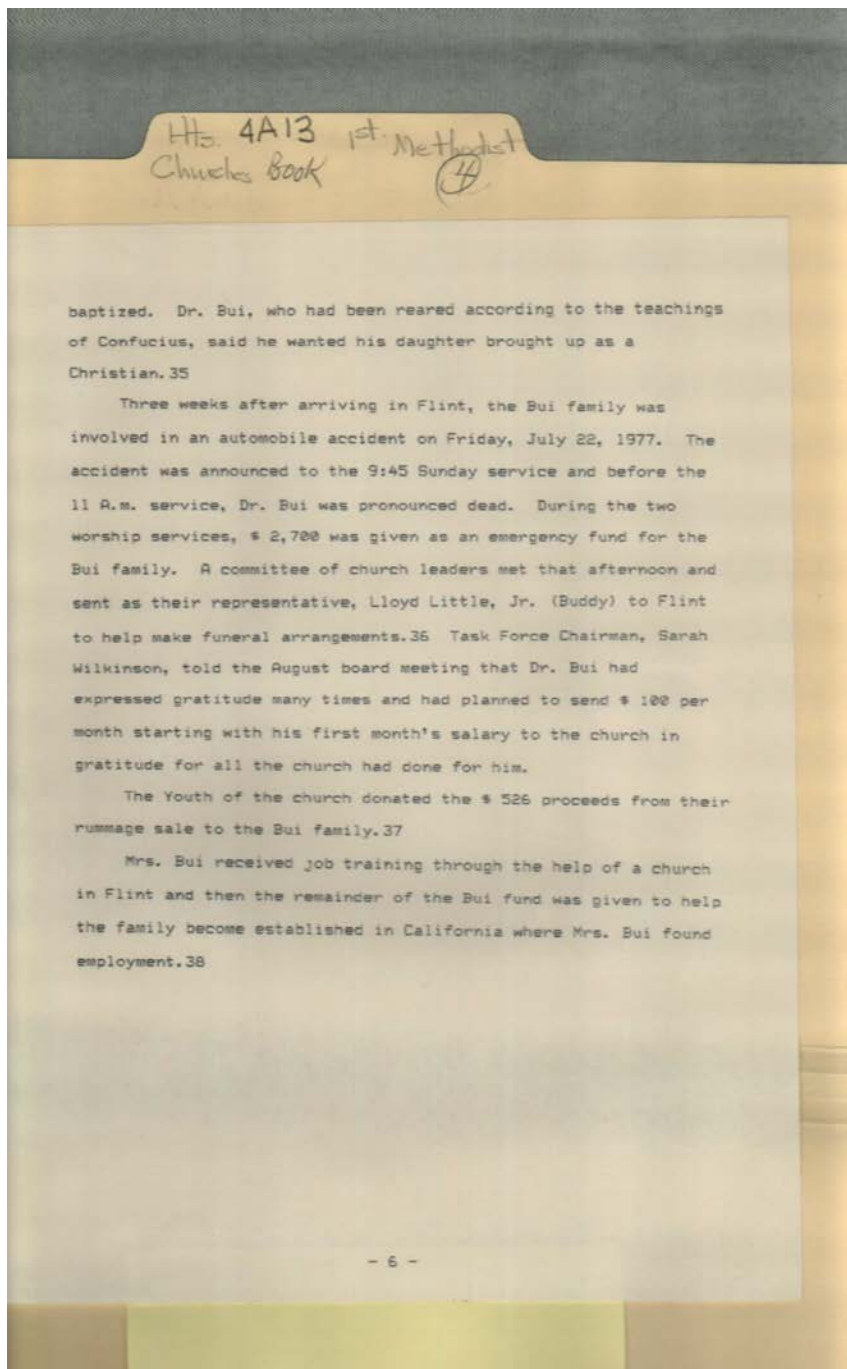 Hts. 4A13 1st. Methodist
Churches Book 4
baptized. Dr. Bui, who had been reared according to the teachings
of Confucius, said he wanted his daughter brought up as a
Christian.35
Three weeks after arriving in Flint, the Bui family was
involved in an automobile accident on Friday, July 22, 1977. The
accident was announced to the 9:45 Sunday service and before the
11 A.m. service, Dr. Bui was pronounced dead. During the two
worship services, $ 2,700 was given as an emergency fund for the
Bui family. A committee of church leaders met that afternoon and
sent as their representative, Lloyd Little, Jr. (Buddy) to Flint
to help make funeral arrangements.36 Task Force Chairman, Sarah
Wilkinson, told the August board meeting that Dr. Bui had
expressed gratitude many times and had planned to send $ 100 per
month starting with his first month's salary to the church in
gratitude for all the church had done for him.
The Youth of the church donated the $ 526 proceeds from their
rummage sale to the Bui family.37
Mrs. Bui received job training through the help of a church
in Flint and then the remainder of the Bui fund was given to help
the family become established in California where Mrs. Bui found
employment.38
- 6 -